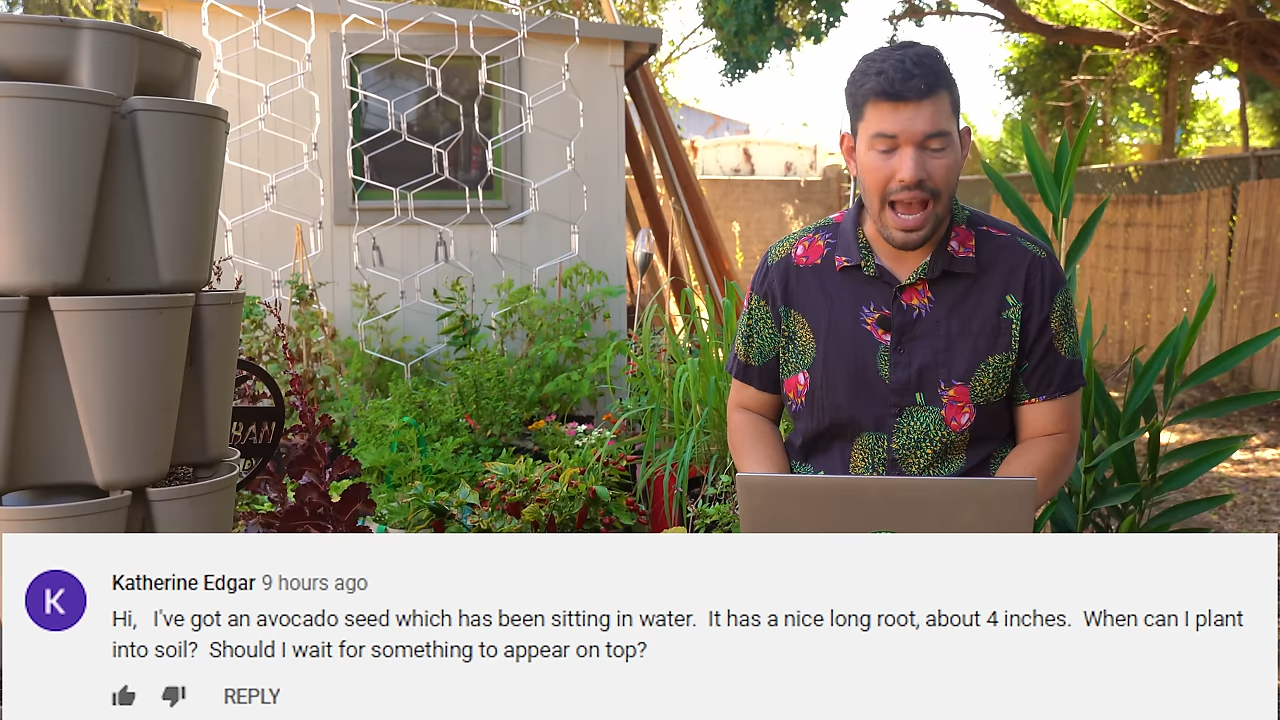 BAN
Katherine Edgar 9 hours ago
Hi, I've got an avocado seed which has been sitting in water. It has a nice long root, about 4 inches. When can I plant
into soil? Should I wait for something to appear on top?
K
REPLY